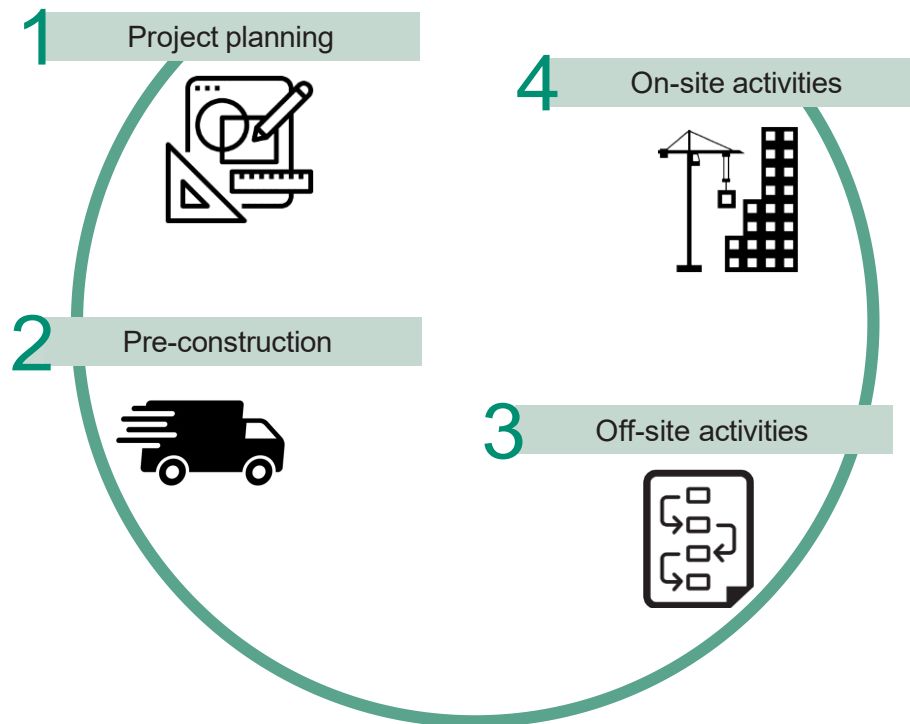 1 Project planning
2 Pre-construction
3 Off-site activities
4 On-site activities